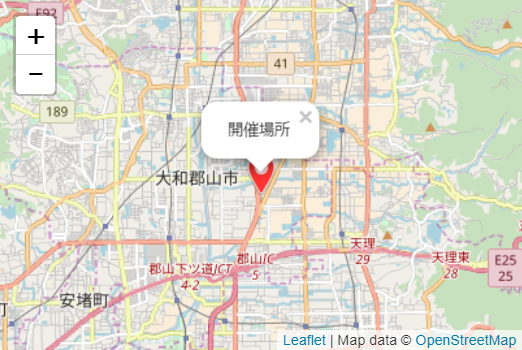 E92
+
−
41
189
×
開催場所
大和郡山市
天理
29
郡山IC
5
郡山下ツ道JCT
4-2
天理東
28
E25
25
安堵町
町
Leaflet | Map data © OpenStreetMap